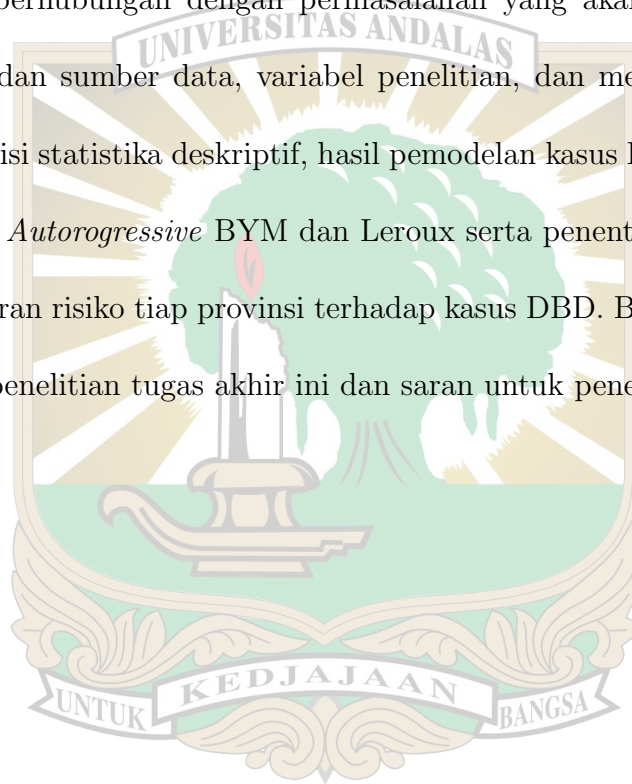 berhubungan dengan permasalahan yang akan
UNIVERSITAS ANDALAS
dan sumber data, variabel penelitian, dan me
isi statistika deskriptif, hasil pemodelan kasus
Autorogressive BYM dan Leroux serta penent
ran risiko tiap provinsi terhadap kasus DBD. B
penelitian tugas akhir ini dan saran untuk pene
UNTUK KEDJAJAAN BANGSA